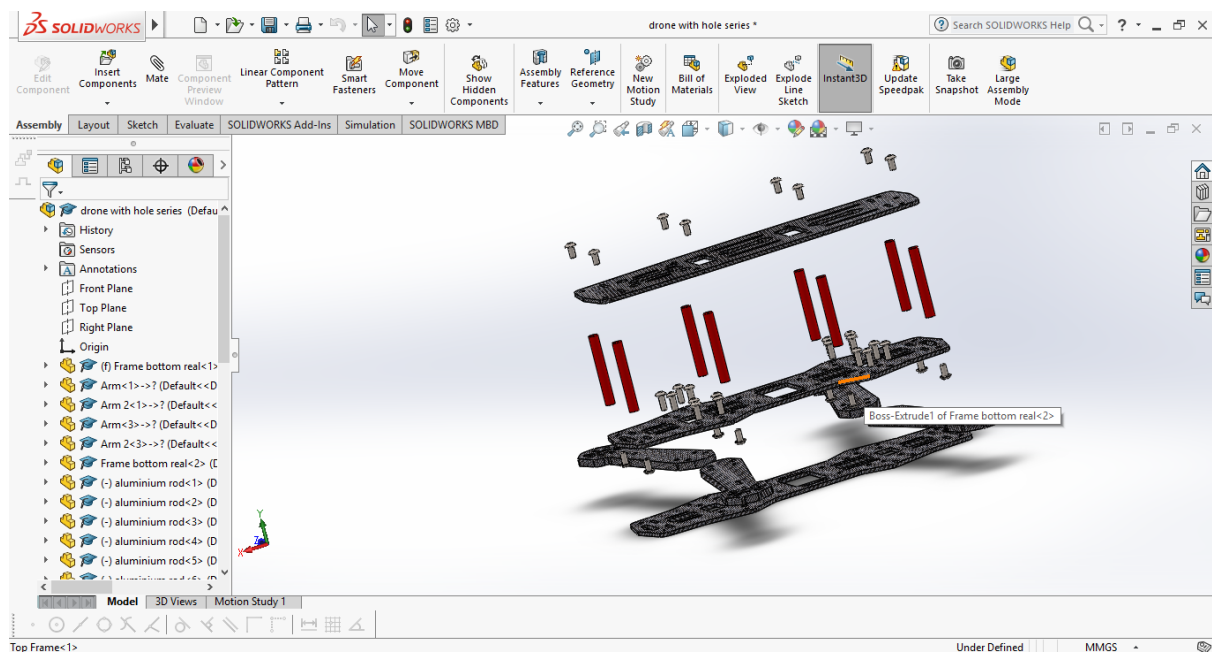 SOLIDWORKS
drone with hole series *
Search SOLIDWORKS Help
?
Edit Component
Insert Components
Mate
Component Preview Window
Linear Component Pattern
Smart Fasteners
Move Component
Show Hidden Components
Assembly Features
Reference Geometry
New Motion Study
Bill of Materials
Exploded View
Explode Line Sketch
Instant3D
Update Speedpak
Take Snapshot
Large Assembly Mode
Assembly
Layout
Sketch
Evaluate
SOLIDWORKS Add-Ins
Simulation
SOLIDWORKS MBD
drone with hole series (Defau
History
Sensors
Annotations
Front Plane
Top Plane
Right Plane
Origin
(f) Frame bottom real<1>
Arm<1>->? (Default<<D
Arm 2<1>->? (Default<<
Arm<3>->? (Default<<D
Arm 2<3>->? (Default<<
Frame bottom real<2> (D
(-) aluminium rod<1> (D
(-) aluminium rod<2> (D
(-) aluminium rod<3> (D
(-) aluminium rod<4> (D
(-) aluminium rod<5> (D
Boss-Extrude1 of Frame bottom real<2>
Y
Z
X
Model
3D Views
Motion Study 1
Top Frame<1>
Under Defined
MMGS